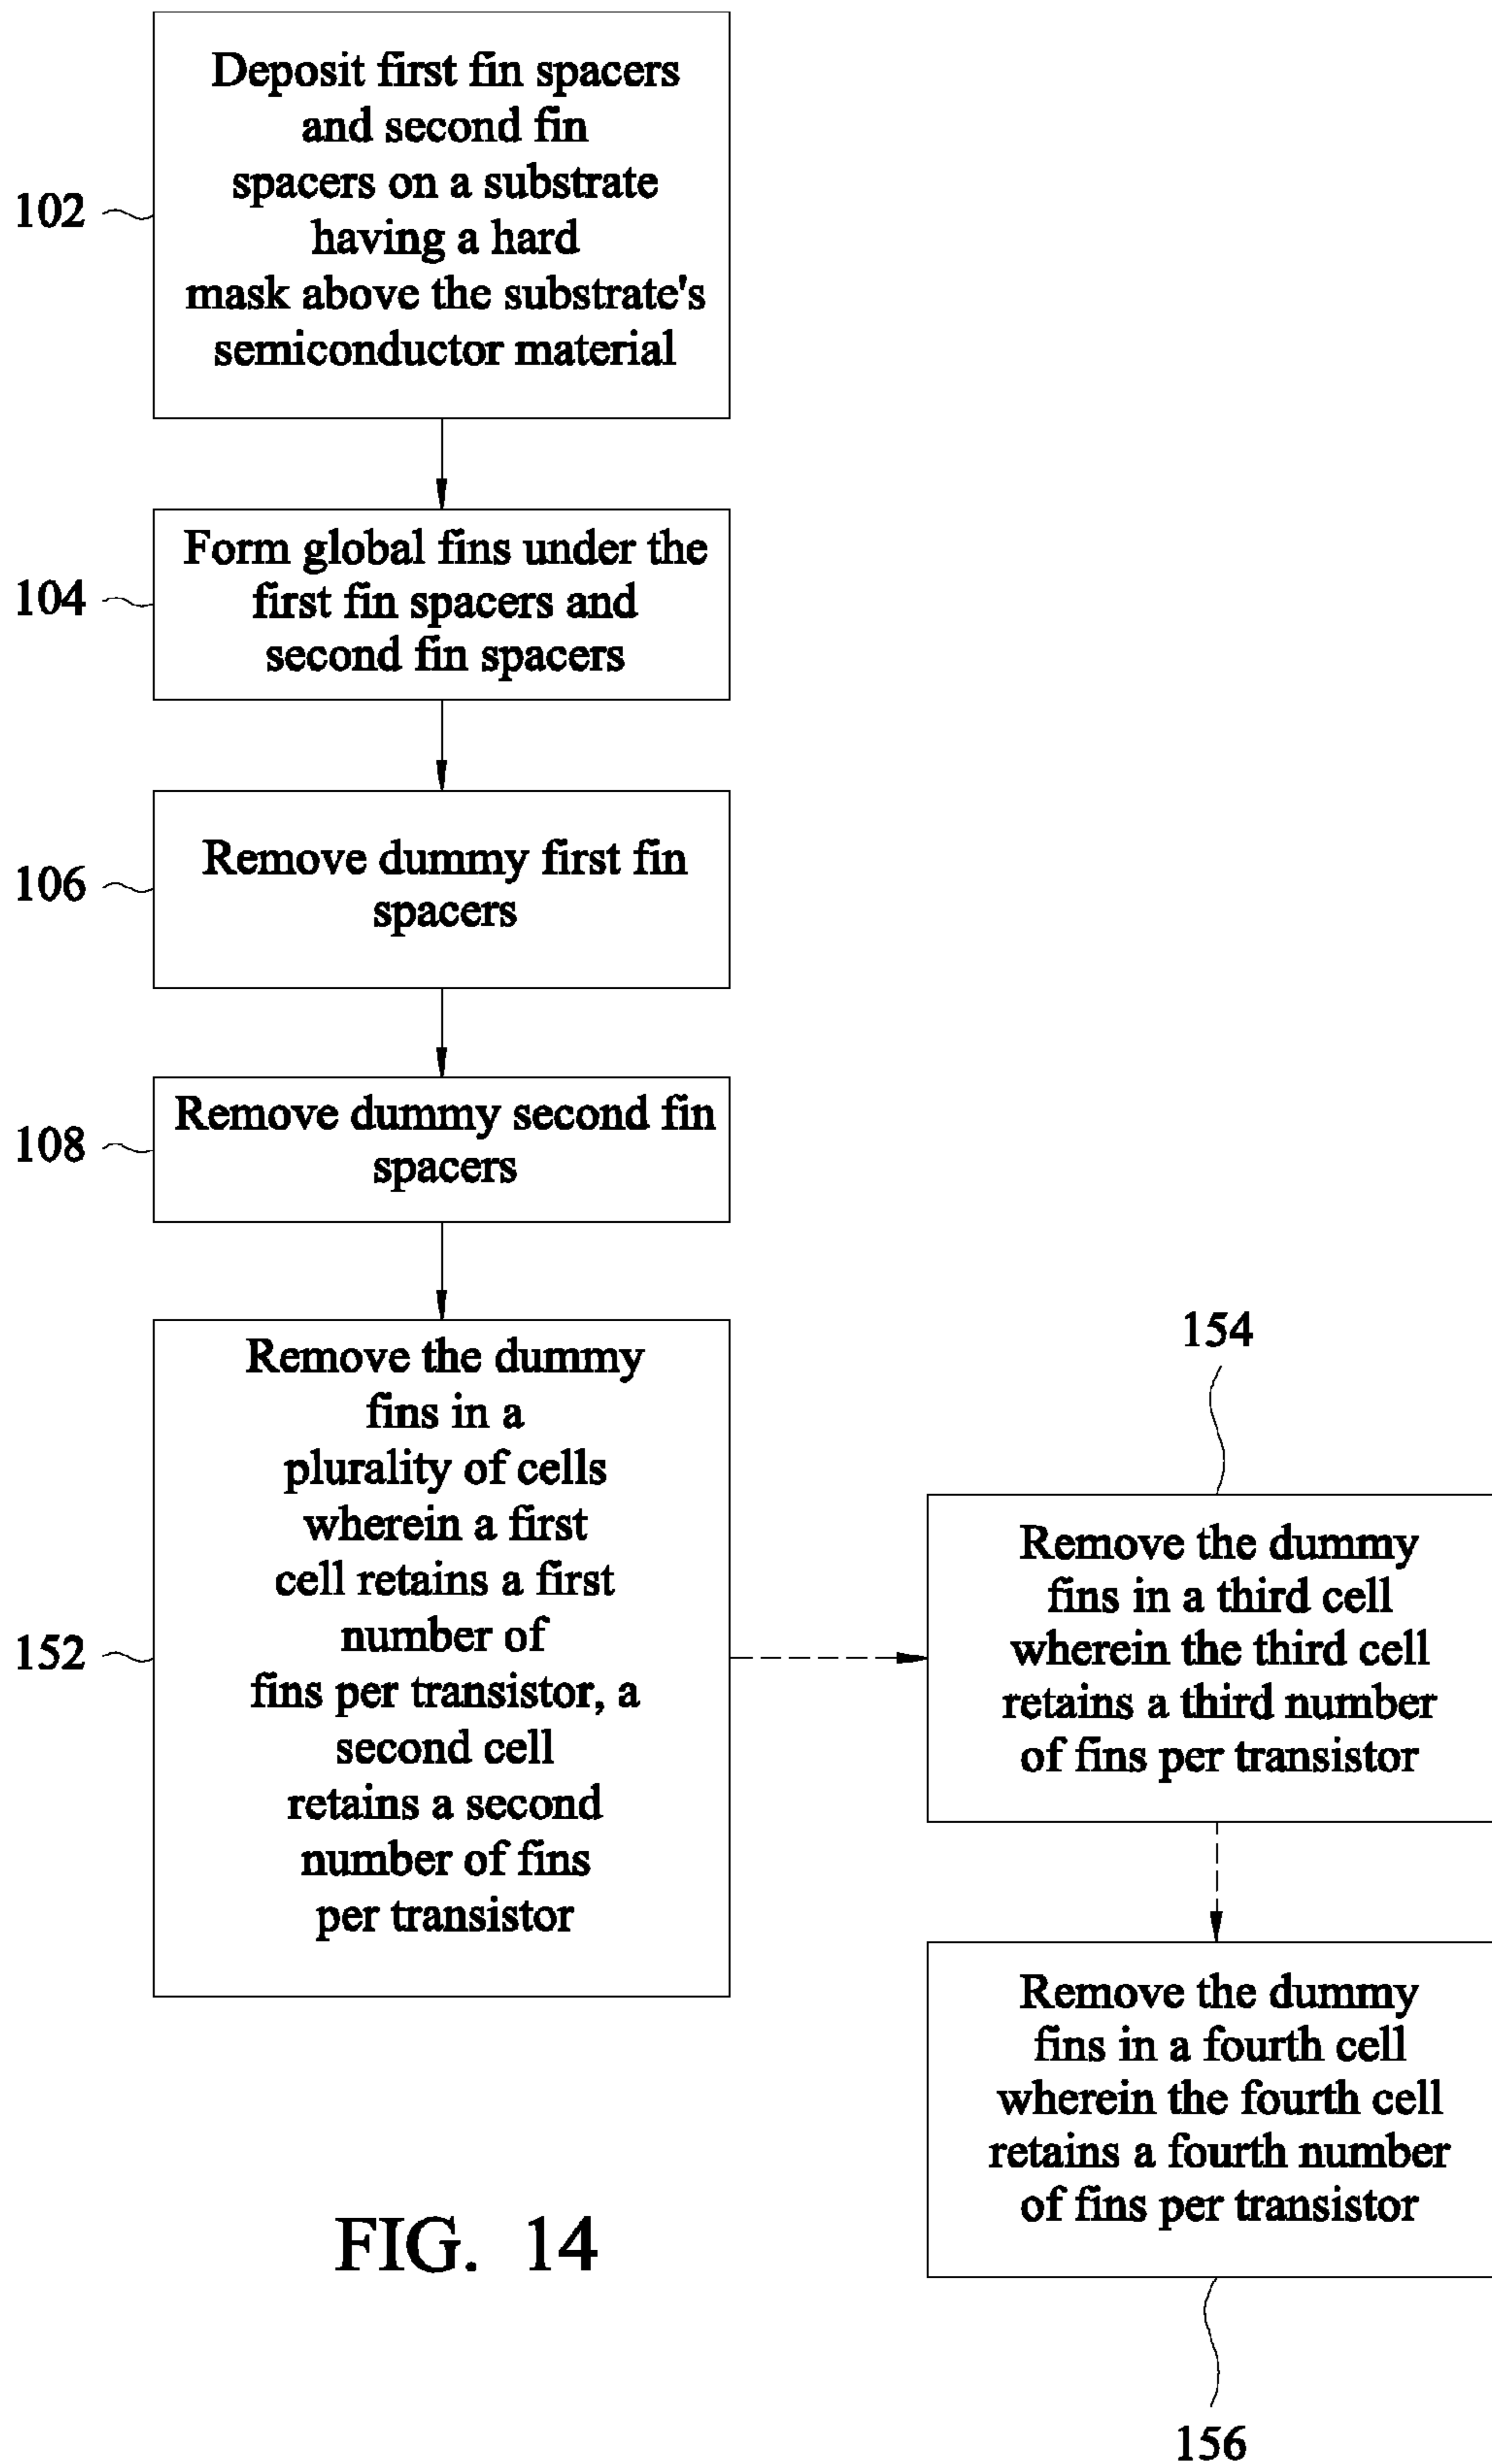 Deposit first fin spacers
and second fin
spacers on a substrate
having a hard
mask above the substrate's
semiconductor material
102
Form global fins under the
first fin spacers and
second fin spacers
104
Remove dummy first fin
spacers
106
Remove dummy second fin
spacers
108
Remove the dummy
fins in a
plurality of cells
wherein a first
cell retains a first
number of
fins per transistor, a
second cell
retains a second
number of fins
per transistor
152
154
Remove the dummy
fins in a third cell
wherein the third cell
retains a third number
of fins per transistor
Remove the dummy
fins in a fourth cell
wherein the fourth cell
retains a fourth number
of fins per transistor
156
FIG. 14